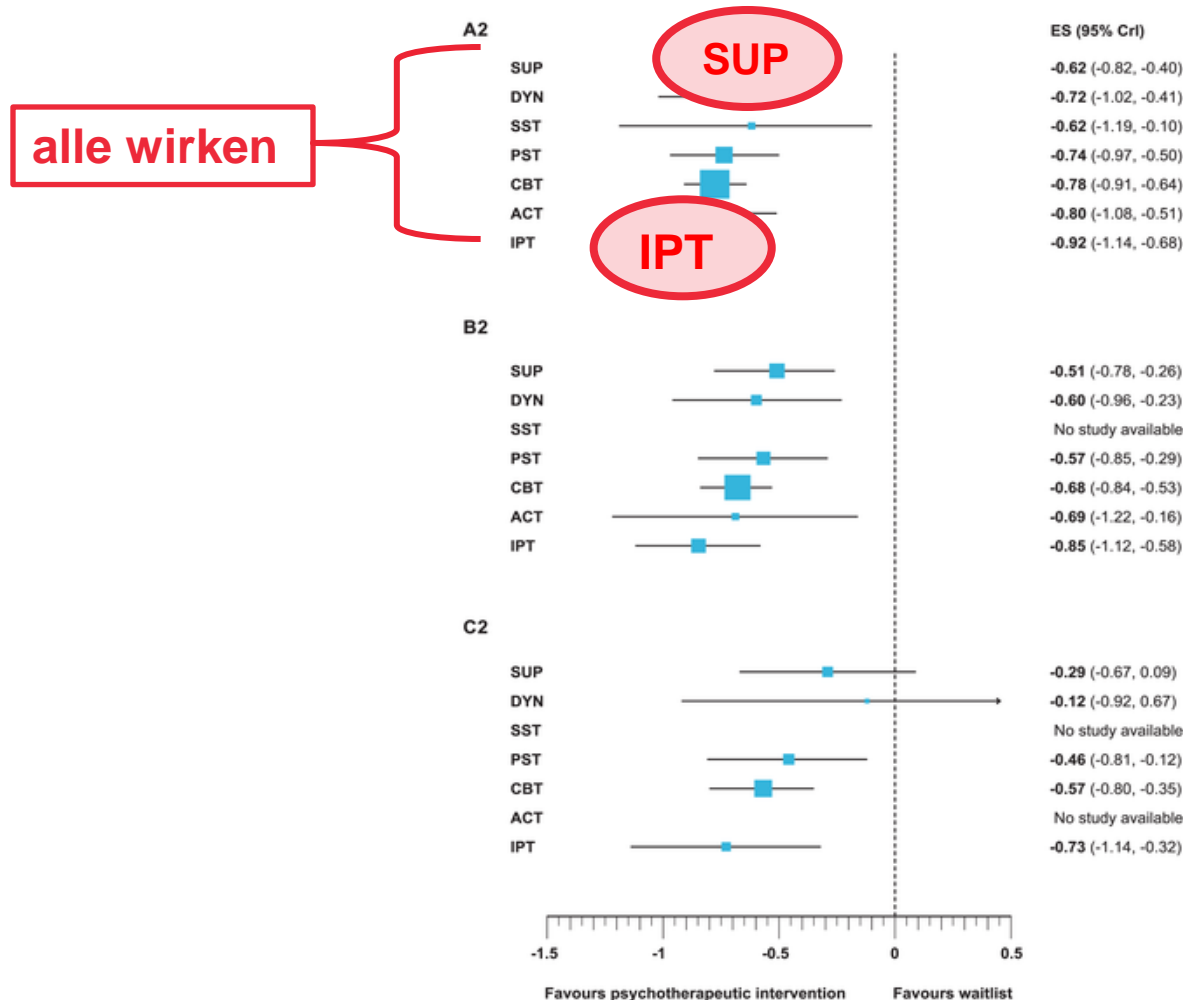 A2 ES (95% Crl)
SUP SUP -0.62 (-0.82, -0.40)
DYN -0.72 (-1.02, -0.41)
alle wirken SST -0.62 (-1.19, -0.10)
PST -0.74 (-0.97, -0.50)
CBT -0.78 (-0.91, -0.64)
ACT -0.80 (-1.08, -0.51)
IPT IPT -0.92 (-1.14, -0.68)
B2
SUP -0.51 (-0.78, -0.26)
DYN -0.60 (-0.96, -0.23)
SST No study available
PST -0.57 (-0.85, -0.29)
CBT -0.68 (-0.84, -0.53)
ACT -0.69 (-1.22, -0.16)
IPT -0.85 (-1.12, -0.58)
C2
SUP -0.29 (-0.67, 0.09)
DYN -0.12 (-0.92, 0.67)
SST No study available
PST -0.46 (-0.81, -0.12)
CBT -0.57 (-0.80, -0.35)
ACT No study available
IPT -0.73 (-1.14, -0.32)
-1.5 -1 -0.5 0 0.5
Favours psychotherapeutic intervention Favours waitlist